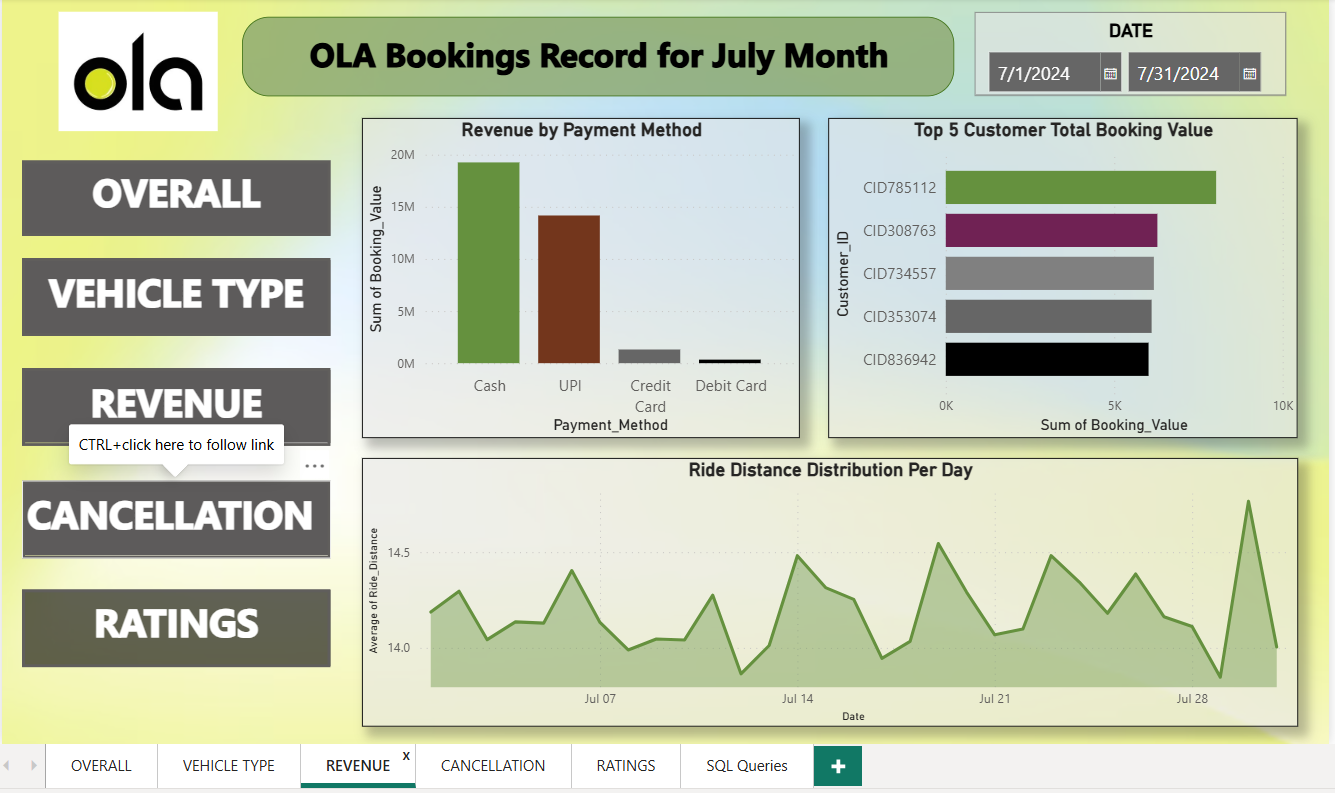 ola
OLA Bookings Record for July Month
DATE
7/1/2024
7/31/2024
OVERALL
VEHICLE TYPE
REVENUE
CTRL+click here to follow link
CANCELLATION
RATINGS
Revenue by Payment Method
Sum of Booking_Value
20M
15M
10M
5M
0M
Cash
UPI
Credit
Card
Debit Card
Payment_Method
Top 5 Customer Total Booking Value
Customer_ID
CID785112
CID308763
CID734557
CID353074
CID836942
0K
5K
10K
Sum of Booking_Value
Ride Distance Distribution Per Day
Average of Ride_Distance
14.5
14.0
Jul 07
Jul 14
Jul 21
Jul 28
Date
OVERALL
VEHICLE TYPE
REVENUE
X
CANCELLATION
RATINGS
SQL Queries
+